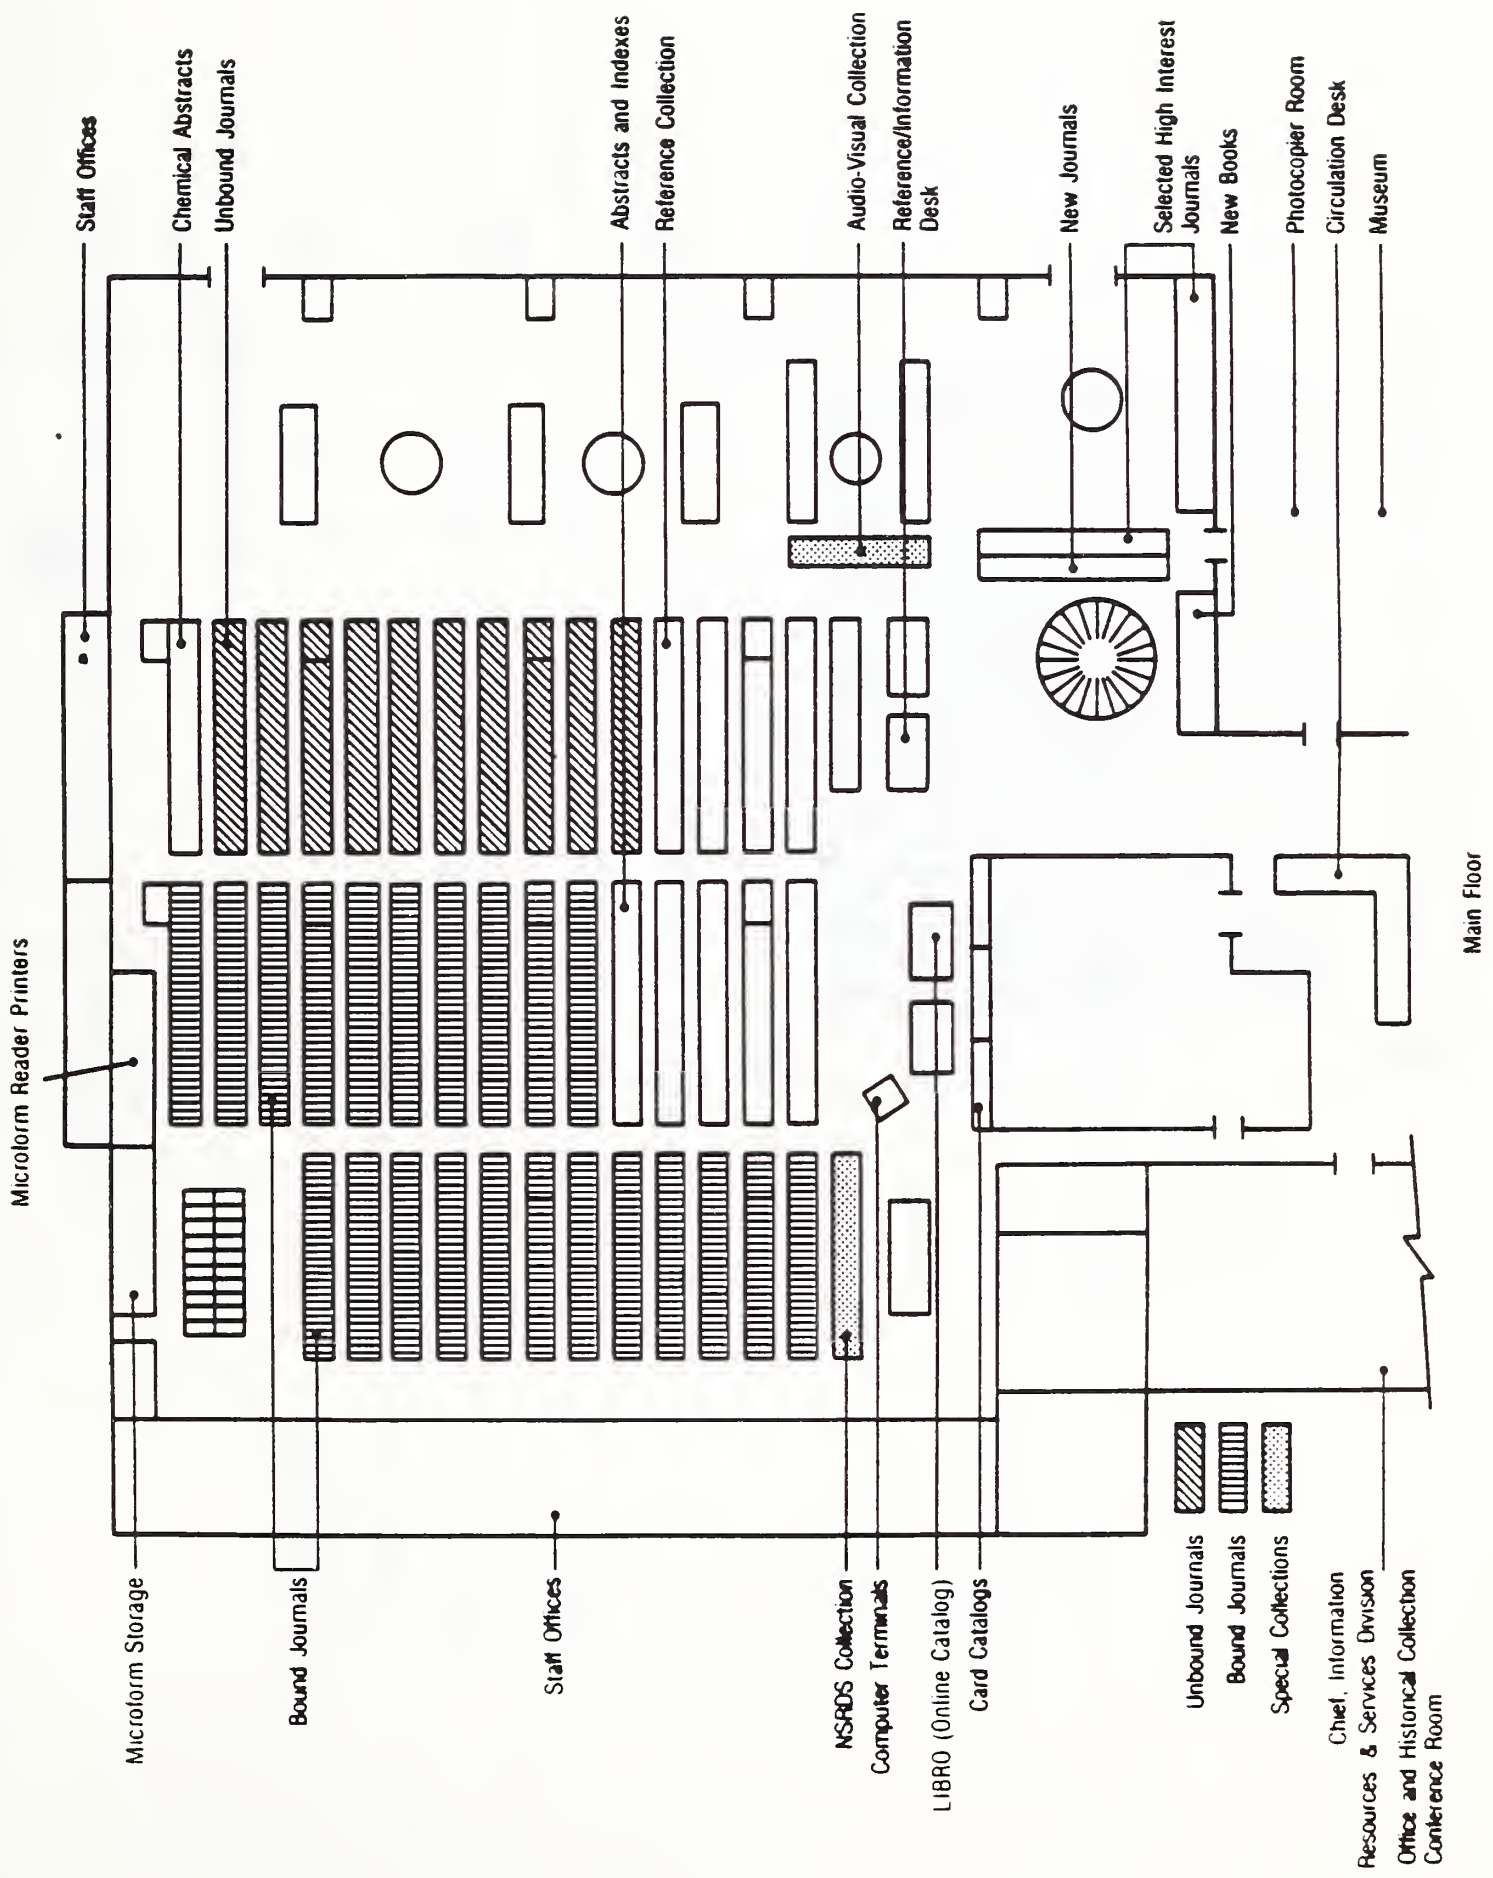 Microform Reader Printers
Staff Offices
Chemical Abstracts
Unbound Journals
Abstracts and Indexes
Reference Collection
Audio-Visual Collection
Reference/Information
Desk
New Journals
Selected High Interest
Journals
New Books
Photocopier Room
Circulation Desk
Museum
Microform Storage
Bound Journals
Staff Offices
NSRDS Collection
Computer Terminals
LIBRO (Online Catalog)
Card Catalogs
Unbound Journals
Bound Journals
Special Collections
Chief, Information
Resources & Services Division
Office and Historical Collection
Conference Room
Main Floor